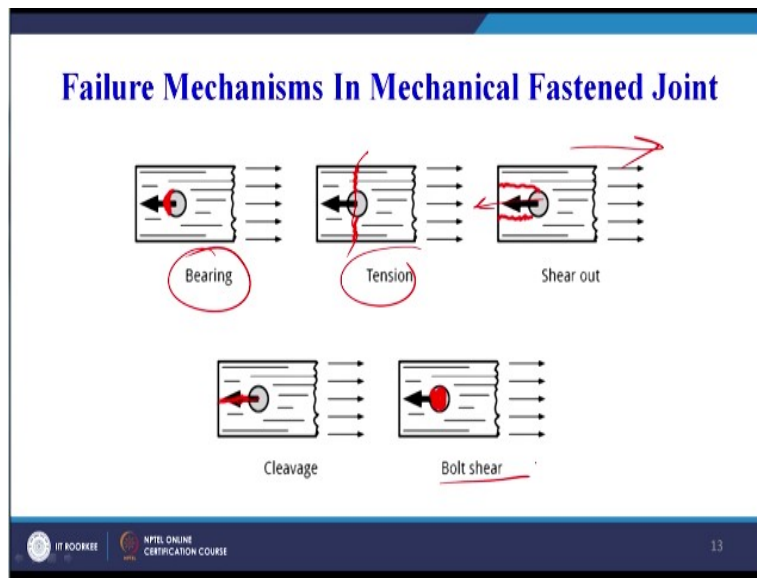 Failure Mechanisms In Mechanical Fastened Joint
Bearing
Tension
Shear out
Cleavage
Bolt shear
IIT ROORKEE
NPTEL ONLINE
CERTIFICATION COURSE
13